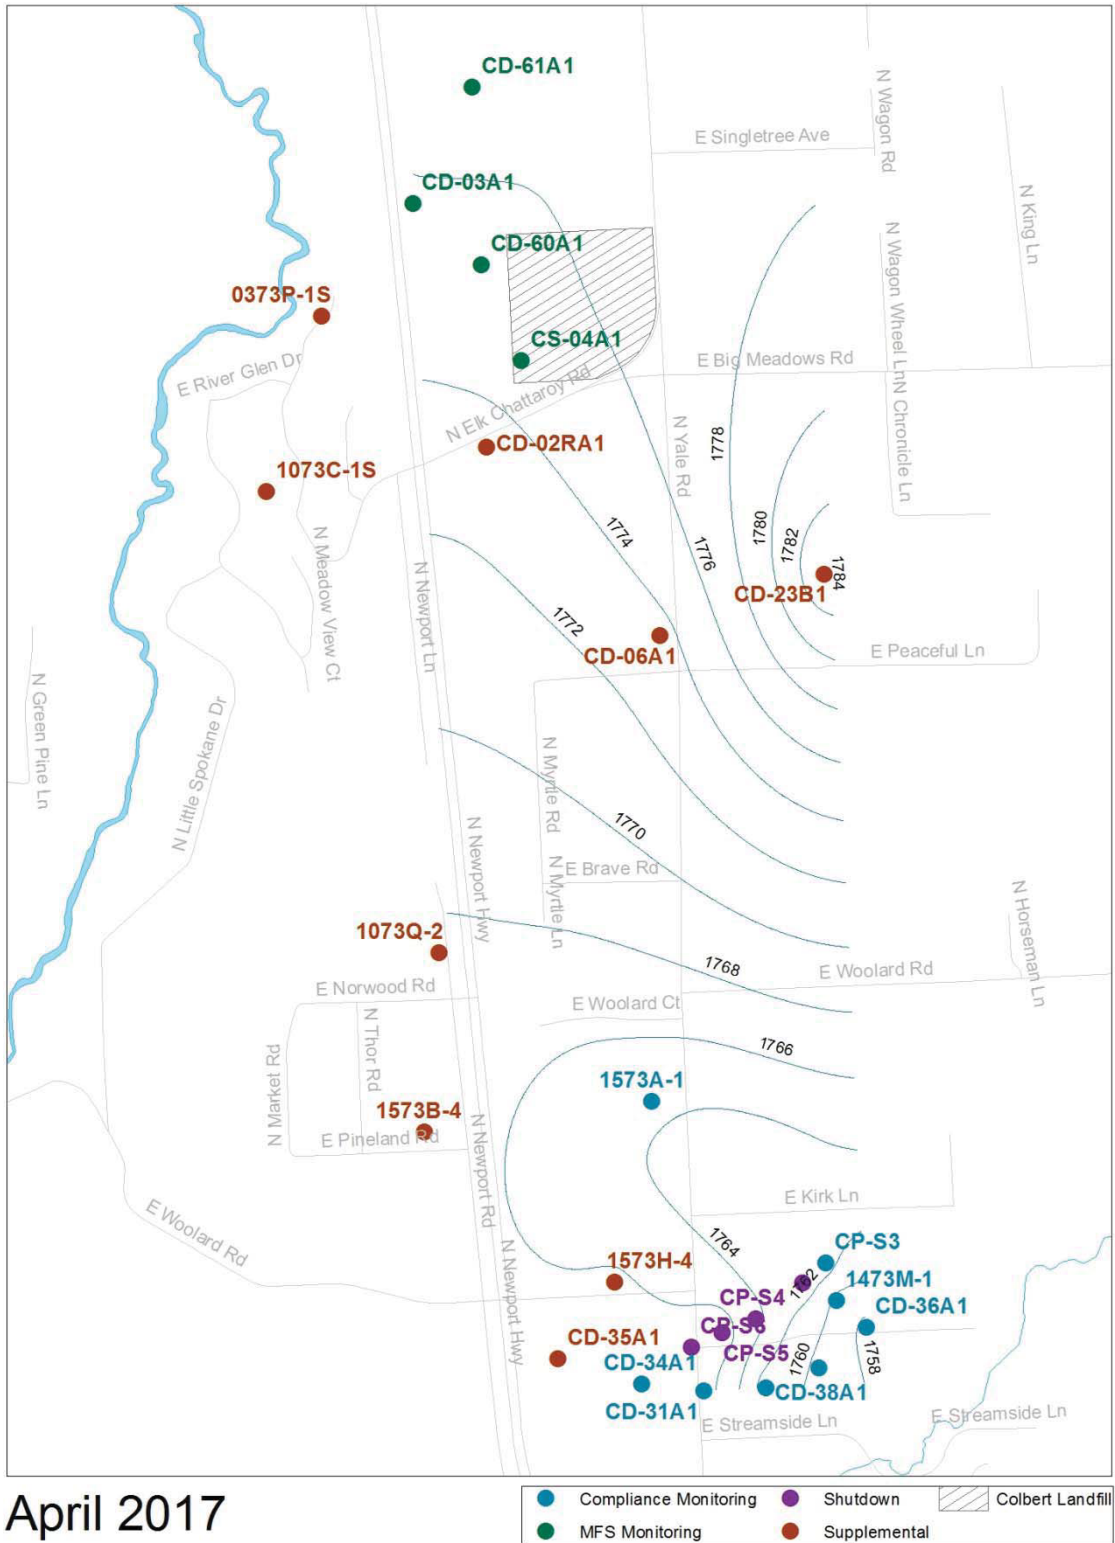 CD-61A1
E Singletree Ave
N Wagon Rd
CD-03A1
N King Ln
CD-60A1
N Wagon Wheel Ln
0373P-1S
CS-04A1
E River Glen Dr
E Big Meadows Rd
N Elk Chattaroy Rd
N Chronicle Ln
1778
CD-02RA1
N Yale Rd
1073C-1S
1774
1780
1782
1776
1784
N Meadow View Ct
N Newport Ln
CD-23B1
1772
CD-06A1
E Peaceful Ln
N Green Pine Ln
N Little Spokane Dr
N Myrtle Rd
1770
N Newport Hwy
E Brave Rd
N Myrtle Ln
N Horseman Ln
1073Q-2
1768
E Woolard Rd
E Norwood Rd
E Woolard Ct
N Thor Rd
N Market Rd
1766
1573A-1
1573B-4
E Pineland Rd
N Newport Rd
E Kirk Ln
E Woolard Rd
1764
CP-S3
N Newport Hwy
1573H-4
1762
1473M-1
CP-S4
CD-36A1
CP-S6
CD-35A1
CP-S5
CD-34A1
1760
1758
CD-38A1
CD-31A1
E Streamside Ln
E Streamside Ln
April 2017
Compliance Monitoring
Shutdown
Colbert Landfill
MFS Monitoring
Supplemental